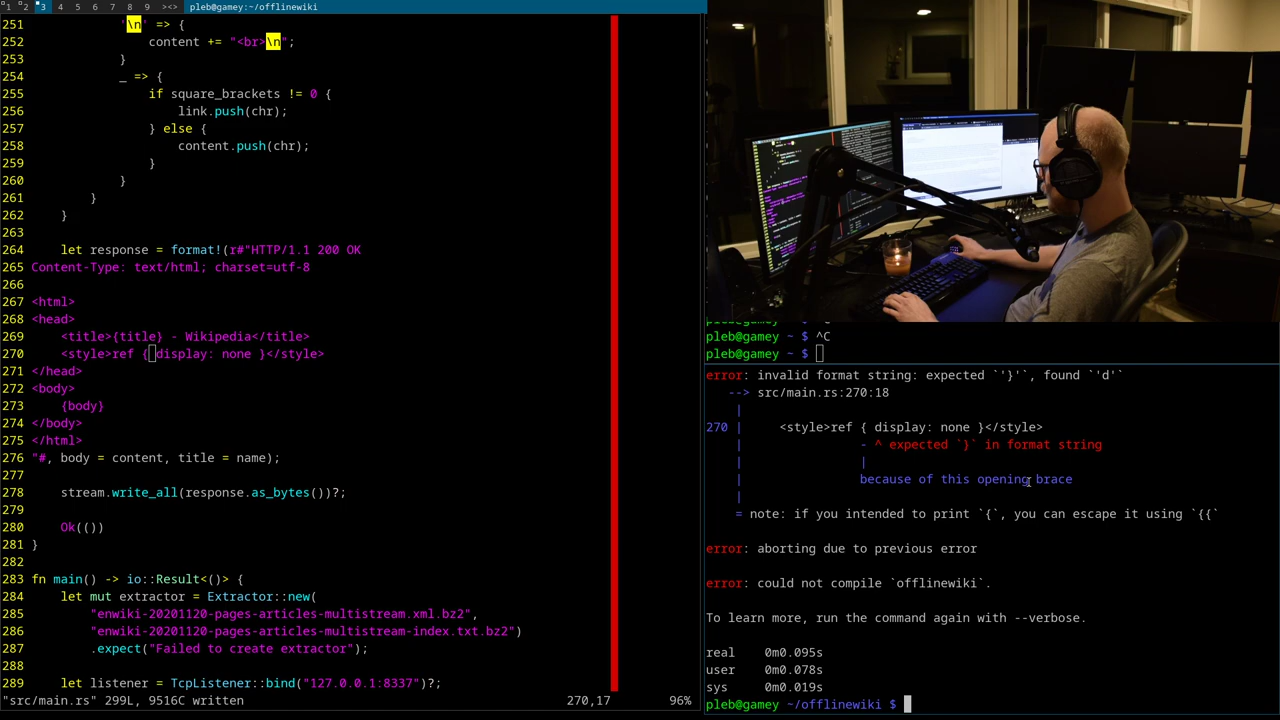 1 2 3 4 5 6 7 8 9 ><> pleb@gamey:~/offlinewiki
251 '\n' => {
252 content += "<br>\n";
253 }
254 _ => {
255 if square_brackets != 0 {
256 link.push(chr);
257 } else {
258 content.push(chr);
259 }
260 }
261 }
262 }
263
264 let response = format!(r#"HTTP/1.1 200 OK
265 Content-Type: text/html; charset=utf-8
266
267 <html>
268 <head>
269 <title>{title} - Wikipedia</title>
270 <style>ref { display: none }</style>
271 </head>
272 <body>
273 {body}
274 </body>
275 </html>
276 "#, body = content, title = name);
277
278 stream.write_all(response.as_bytes())?;
279
280 Ok(())
281 }
282
283 fn main() -> io::Result<()> {
284 let mut extractor = Extractor::new(
285 "enwiki-20201120-pages-articles-multistream.xml.bz2",
286 "enwiki-20201120-pages-articles-multistream-index.txt.bz2")
287 .expect("Failed to create extractor");
288
289 let listener = TcpListener::bind("127.0.0.1:8337")?;
"src/main.rs" 299L, 9516C written 270,17 96%
pleb@gamey ~ $ ^C
pleb@gamey ~ $
error: invalid format string: expected `'}'`, found `'d'`
--> src/main.rs:270:18
|
270 | <style>ref { display: none }</style>
| - ^ expected `}` in format string
| |
| because of this opening brace
|
= note: if you intended to print `{`, you can escape it using `{{`
error: aborting due to previous error
error: could not compile `offlinewiki`.
To learn more, run the command again with --verbose.
real 0m0.095s
user 0m0.078s
sys 0m0.019s
pleb@gamey ~/offlinewiki $